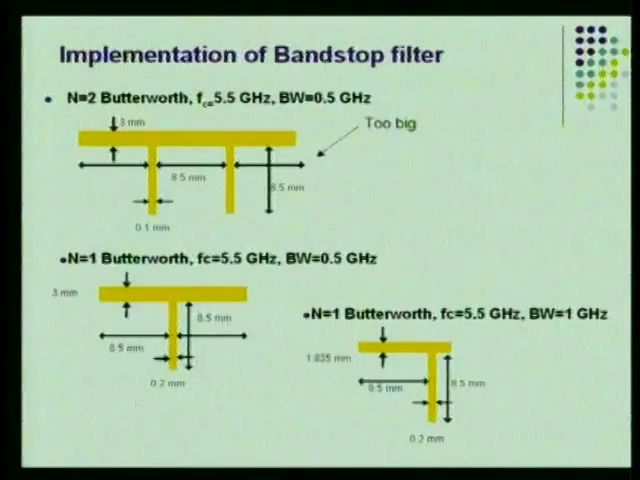 Implementation of Bandstop filter
• N=2 Butterworth, fc=5.5 GHz, BW=0.5 GHz
3 mm
Too big
8.5 mm
8.5 mm
0.1 mm
•N=1 Butterworth, fc=5.5 GHz, BW=0.5 GHz
3 mm
8.5 mm
8.5 mm
0.2 mm
•N=1 Butterworth, fc=5.5 GHz, BW=1 GHz
1.835 mm
8.5 mm
8.5 mm
0.2 mm